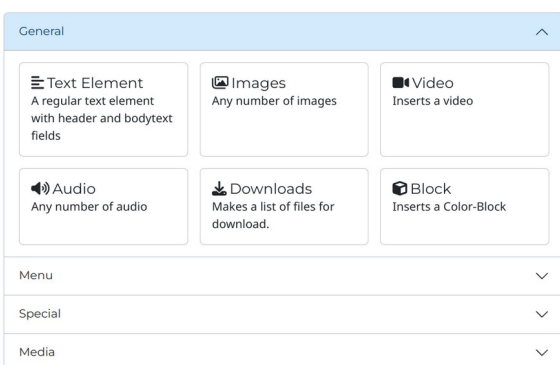 General
Text Element
A regular text element
with header and bodytext
fields
Images
Any number of images
Video
Inserts a video
Audio
Any number of audio
Downloads
Makes a list of files for
download.
Block
Inserts a Color-Block
Menu
Special
Media